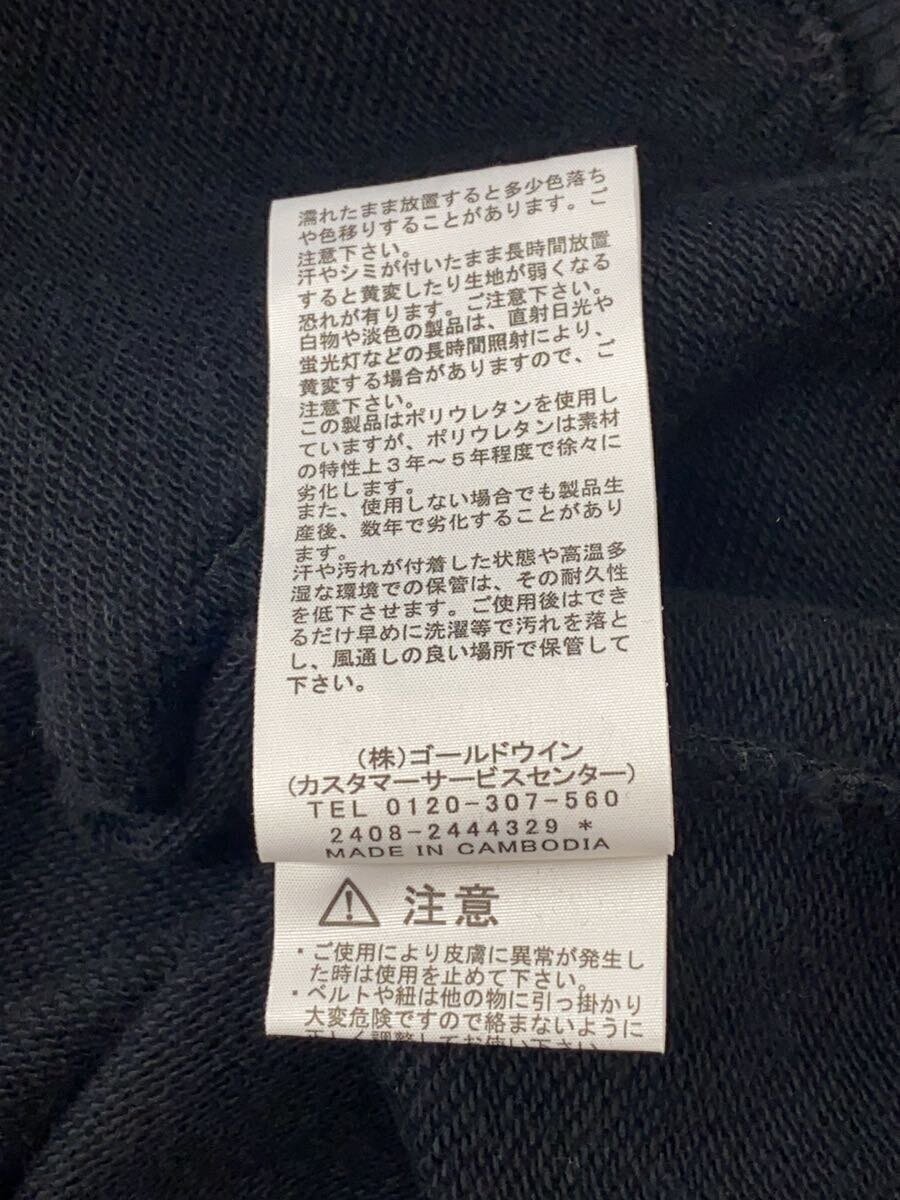 濡れたまま放置すると多少色落ち
や色移りすることがあります。ご
注意下さい。
汗やシミが付いたまま長時間放置
すると黄変したり生地が弱くなる
恐れが有ります。ご注意下さい。
白物や淡色の製品は、直射日光や
蛍光灯などの長時間照射により、
黄変する場合がありますので、ご
注意下さい。
この製品はポリウレタンを使用し
ていますが、ポリウレタンは素材
の特性上3年～5年程度で徐々に
劣化します。
また、使用しない場合でも製品生
産後、数年で劣化することがあり
ます。
汗や汚れが付着した状態や高温多
湿な環境での保管は、その耐久性
を低下させます。ご使用後はでき
るだけ早めに洗濯等で汚れを落と
し、風通しの良い場所で保管して
下さい。
(株)ゴールドウイン
(カスタマーサービスセンター)
TEL 0120-307-560
2408-2444329 *
MADE IN CAMBODIA
注意
・ご使用により皮膚に異常が発生し
た時は使用を止めて下さい。
・ベルトや紐は他の物に引っ掛かり
大変危険ですので絡まないように
正しく調整してお使い下さい